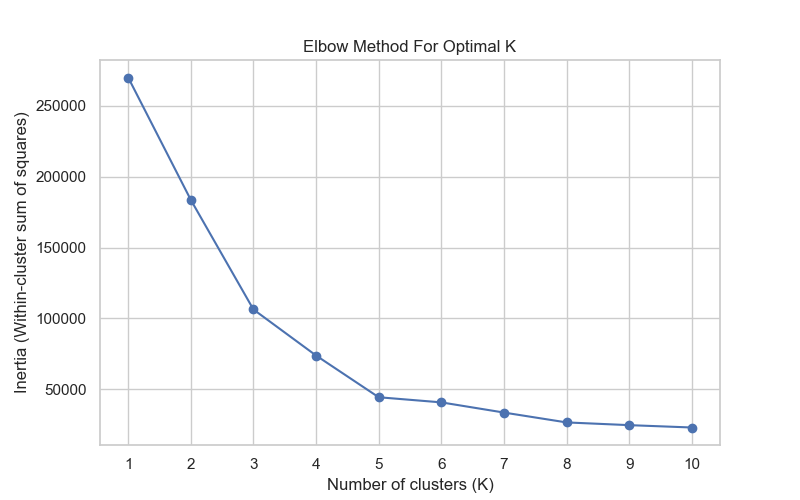 Elbow Method For Optimal K
Inertia (Within-cluster sum of squares)
250000
200000
150000
100000
50000
1 2 3 4 5 6 7 8 9 10
Number of clusters (K)